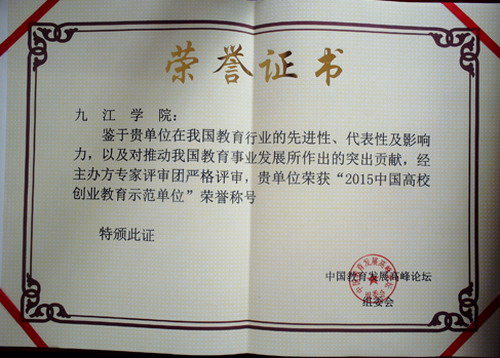 荣誉证书
九江学院:
鉴于贵单位在我国教育行业的先进性、代表性及影响
力,以及对推动我国教育事业发展所作出的突出贡献,经
主办方专家评审团严格评审,贵单位荣获“2015中国高校
创业教育示范单位”荣誉称号
特颁此证
中国教育发展高峰论坛
组委会